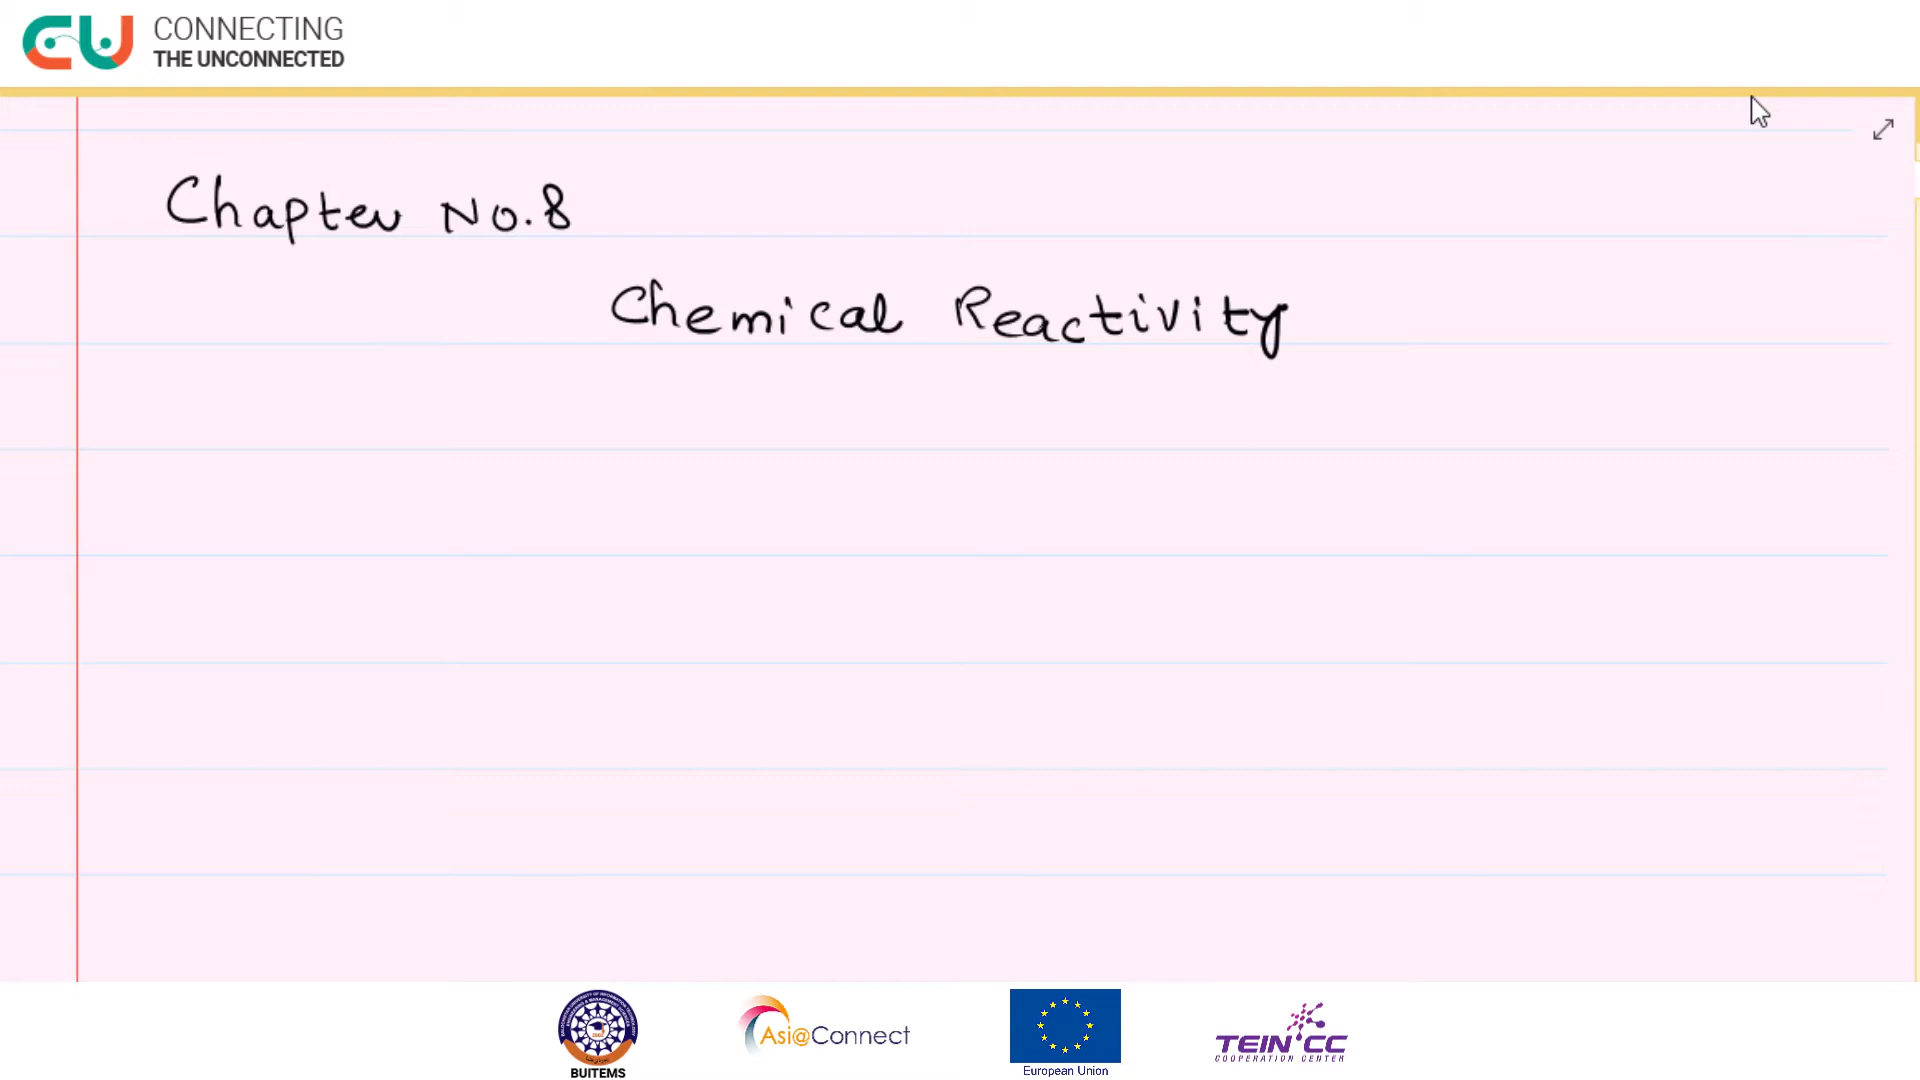 CONNECTING
THE UNCONNECTED
Chapter No.8
Chemical Reactivity
BUITEMS
Asi@Connect
European Union
TEIN*CC
COOPERATION CENTER